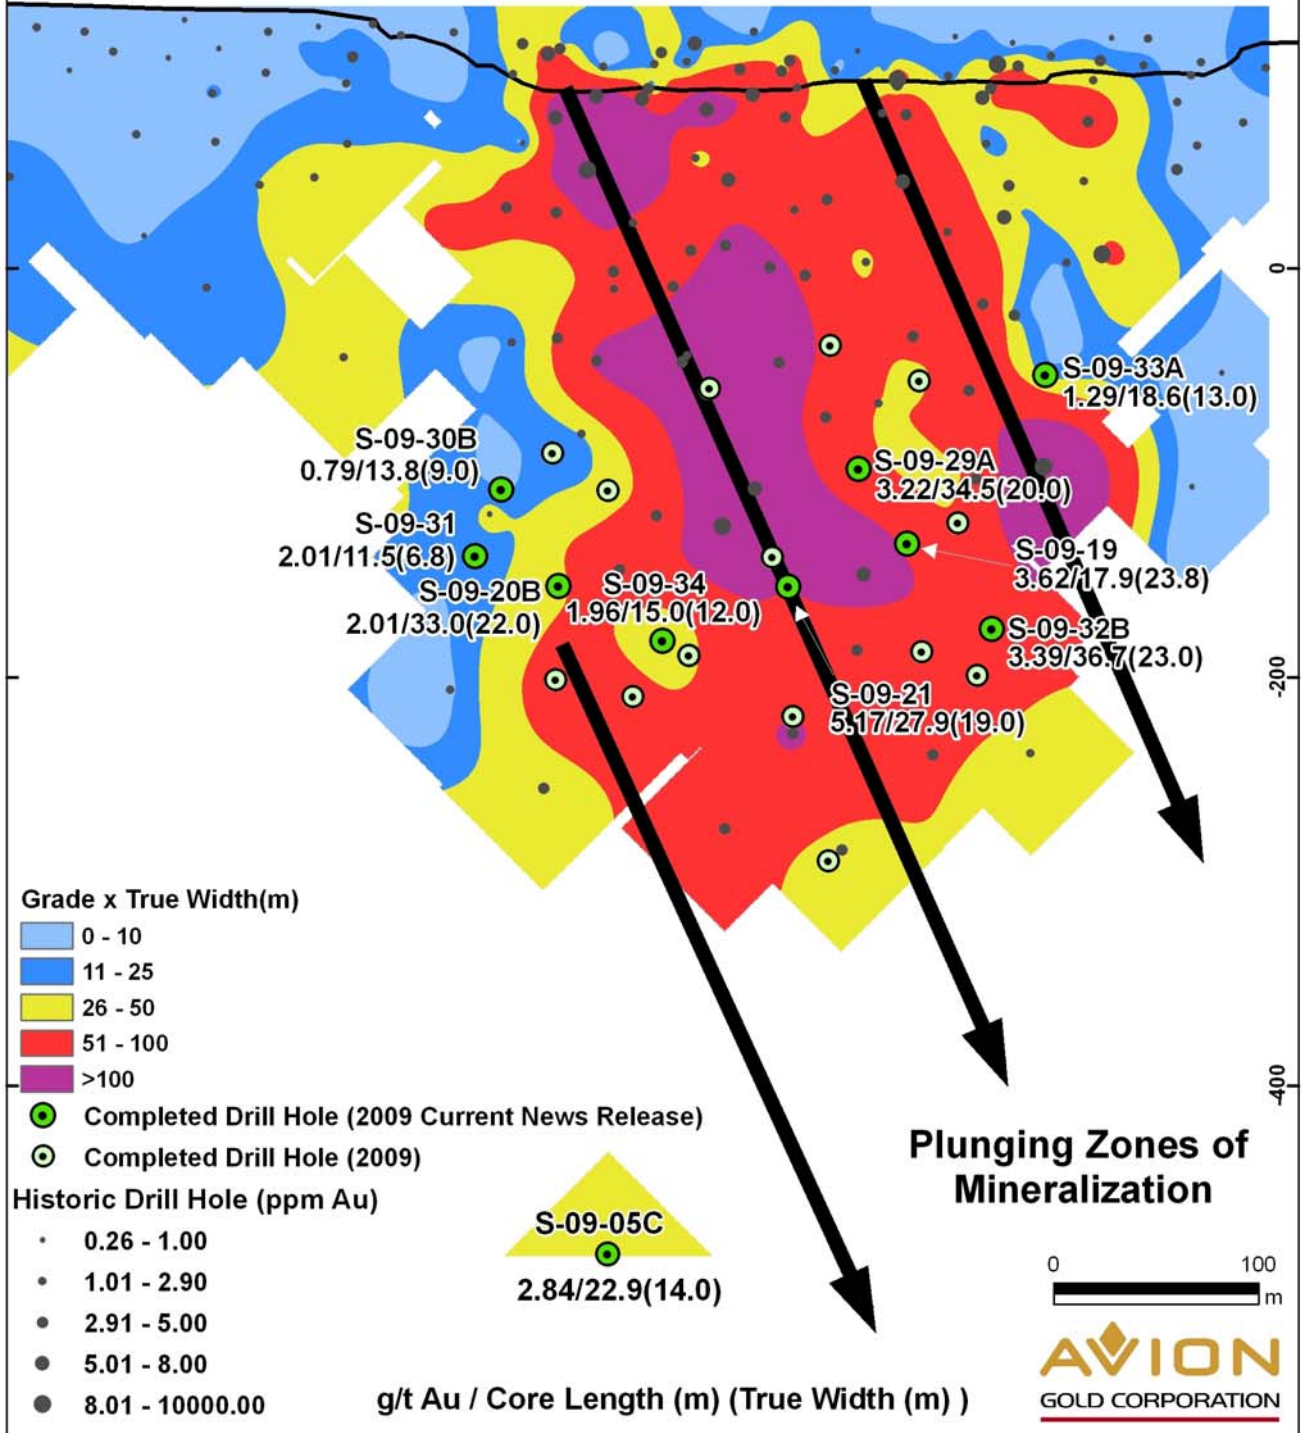 0
S-09-33A
1.29/18.6(13.0)
S-09-30B
0.79/13.8(9.0)
S-09-29A
3.22/34.5(20.0)
S-09-31
2.01/11.5(6.8)
S-09-19
3.62/17.9(23.8)
S-09-20B
2.01/33.0(22.0)
S-09-34
1.96/15.0(12.0)
S-09-32B
3.39/36.7(23.0)
-200
S-09-21
5.17/27.9(19.0)
Grade x True Width(m)
0 - 10
11 - 25
26 - 50
51 - 100
>100
-400
Completed Drill Hole (2009 Current News Release)
Completed Drill Hole (2009)
Historic Drill Hole (ppm Au)
0.26 - 1.00
1.01 - 2.90
2.91 - 5.00
5.01 - 8.00
8.01 - 10000.00
S-09-05C
2.84/22.9(14.0)
Plunging Zones of
Mineralization
0 100
m
AVION
GOLD CORPORATION
g/t Au / Core Length (m) (True Width (m) )